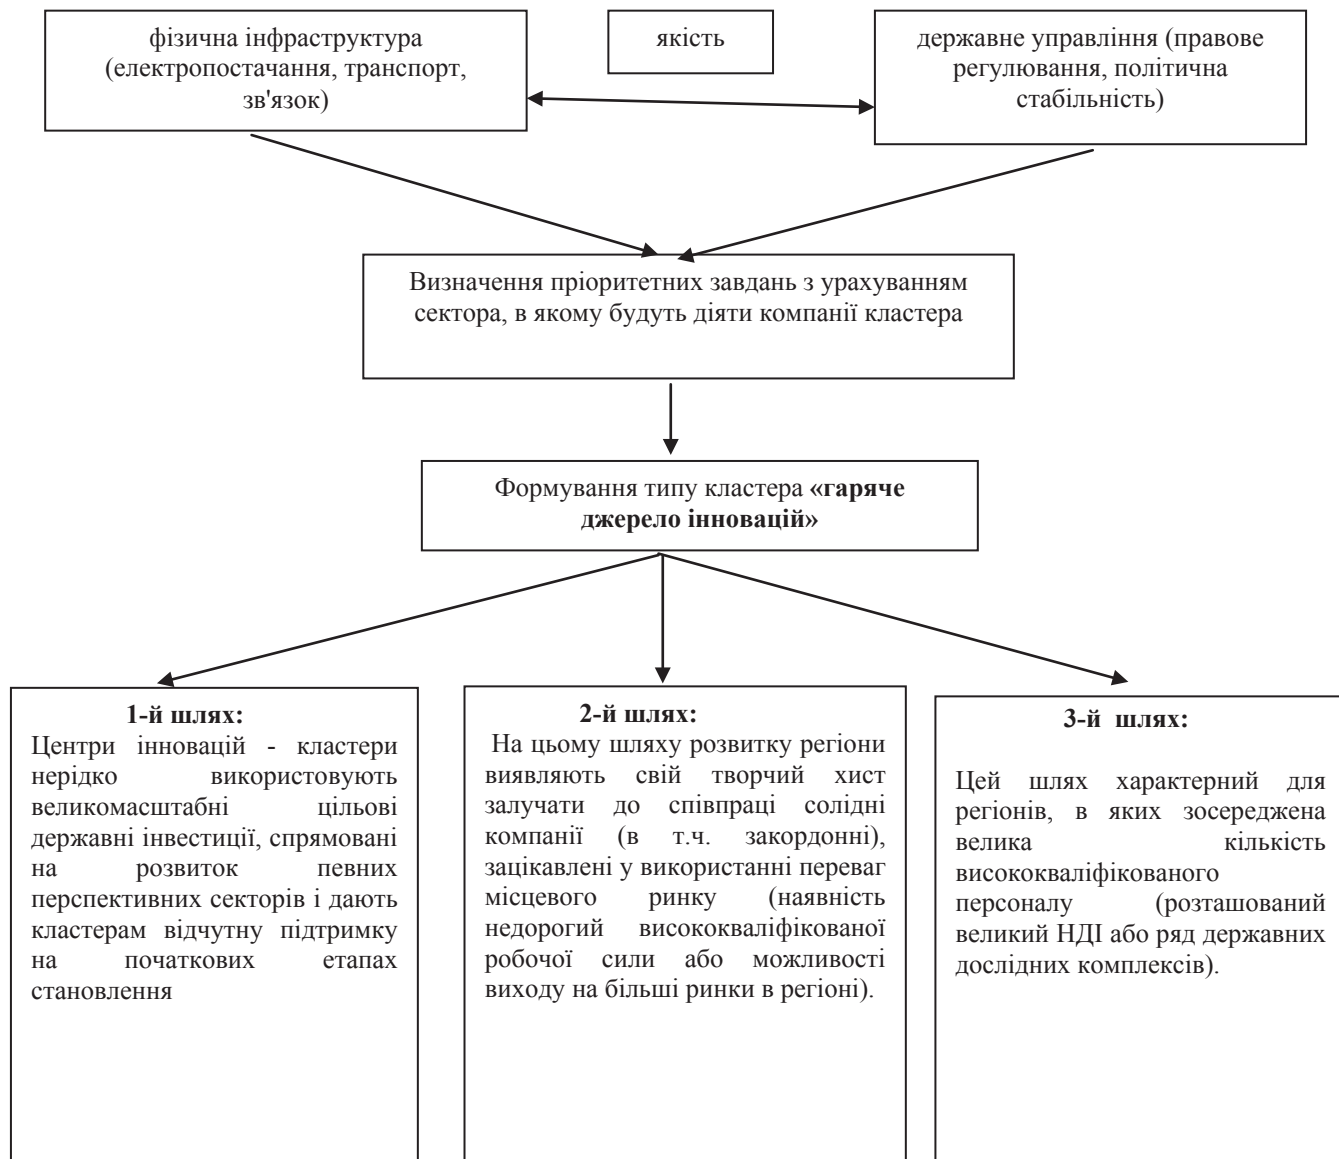 фізична інфраструктура
(електропостачання, транспорт,
зв'язок)
якість
державне управління (правове
регулювання, політична
стабільність)
Визначення пріоритетних завдань з урахуванням
сектора, в якому будуть діяти компанії кластера
Формування типу кластера «гаряче
джерело інновацій»
1-й шлях:
Центри інновацій - кластери
нерідко використовують
великомасштабні цільові
державні інвестиції, спрямовані
на розвиток певних
перспективних секторів і дають
кластерам відчутну підтримку
на початкових етапах
становлення
2-й шлях:
На цьому шляху розвитку регіони
виявляють свій творчий хист
залучати до співпраці солідні
компанії (в т.ч. закордонні),
зацікавлені у використанні переваг
місцевого ринку (наявність
недорогий висококваліфікованої
робочої сили або можливості
виходу на більші ринки в регіоні).
3-й шлях:
Цей шлях характерний для
регіонів, в яких зосереджена
велика кількість
висококваліфікованого
персоналу (розташований
великий НДІ або ряд державних
дослідних комплексів).